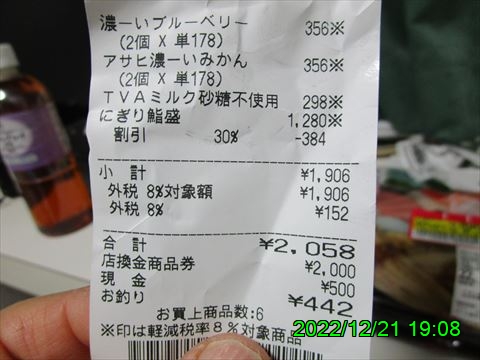 濃ーいブルーベリー 356※
(2個 X 単178)
アサヒ濃ーいみかん 356※
(2個 X 単178)
TVAミルク砂糖不使用 298※
にぎり鮨盛 1,280※
割引 30% -384
小 計 ¥1,906
外税 8%対象額 ¥1,906
外税 8% ¥152
合 計 ¥2,058
店換金商品券 ¥2,000
現 金 ¥500
お釣り ¥442
お買上商品数:6
※印は軽減税率8%対象商品
2022/12/21 19:08